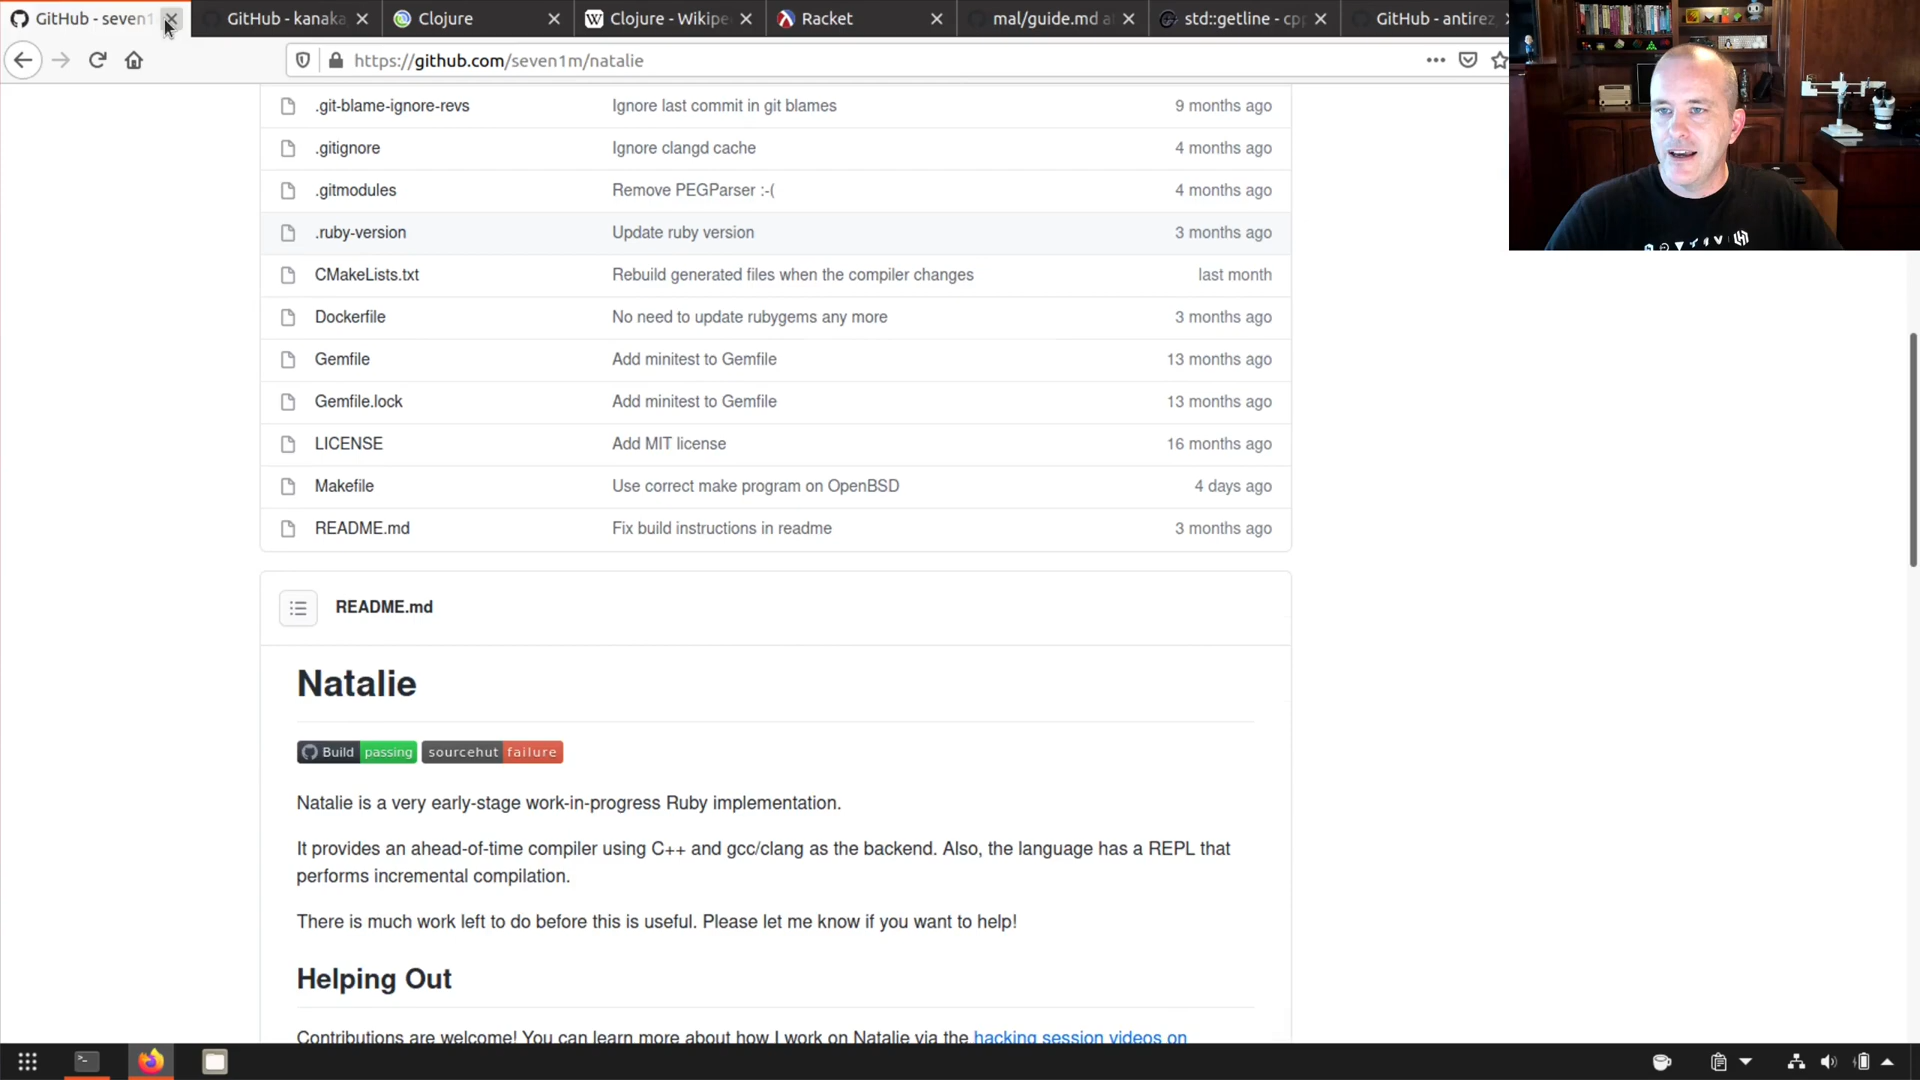 GitHub - seven1
GitHub - kanaka
Clojure
Clojure - Wikipe
Racket
mal/guide.md a
std::getline - cpp
GitHub - antirez
https://github.com/seven1m/natalie
.git-blame-ignore-revs Ignore last commit in git blames 9 months ago
.gitignore Ignore clangd cache 4 months ago
.gitmodules Remove PEGParser :-( 4 months ago
.ruby-version Update ruby version 3 months ago
CMakeLists.txt Rebuild generated files when the compiler changes last month
Dockerfile No need to update rubygems any more 3 months ago
Gemfile Add minitest to Gemfile 13 months ago
Gemfile.lock Add minitest to Gemfile 13 months ago
LICENSE Add MIT license 16 months ago
Makefile Use correct make program on OpenBSD 4 days ago
README.md Fix build instructions in readme 3 months ago
README.md
Natalie
Build passing sourcehut failure
Natalie is a very early-stage work-in-progress Ruby implementation.
It provides an ahead-of-time compiler using C++ and gcc/clang as the backend. Also, the language has a REPL that
performs incremental compilation.
There is much work left to do before this is useful. Please let me know if you want to help!
Helping Out
Contributions are welcome! You can learn more about how I work on Natalie via the hacking session videos on